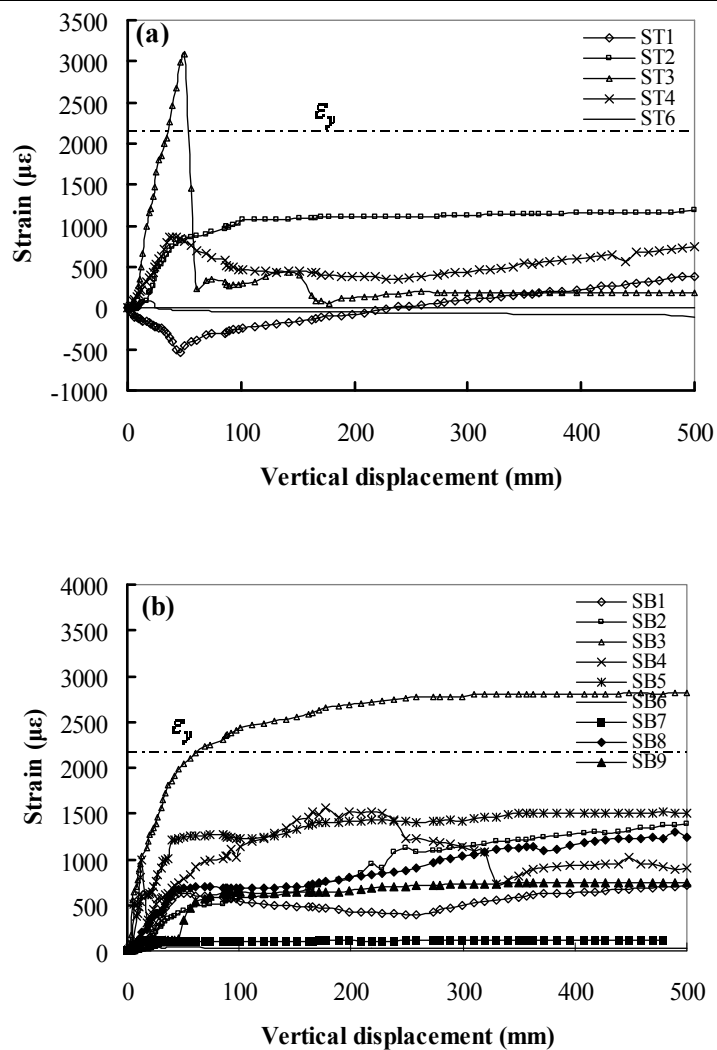 (a)
3500
3000
2500
2000
1500
1000
500
0
-500
-1000
Strain (με)
εy
ST1
ST2
ST3
ST4
ST6
0 100 200 300 400 500
Vertical displacement (mm)
(b)
4000
3500
3000
2500
2000
1500
1000
500
0
Strain (με)
εy
SB1
SB2
SB3
SB4
SB5
SB6
SB7
SB8
SB9
0 100 200 300 400 500
Vertical displacement (mm)